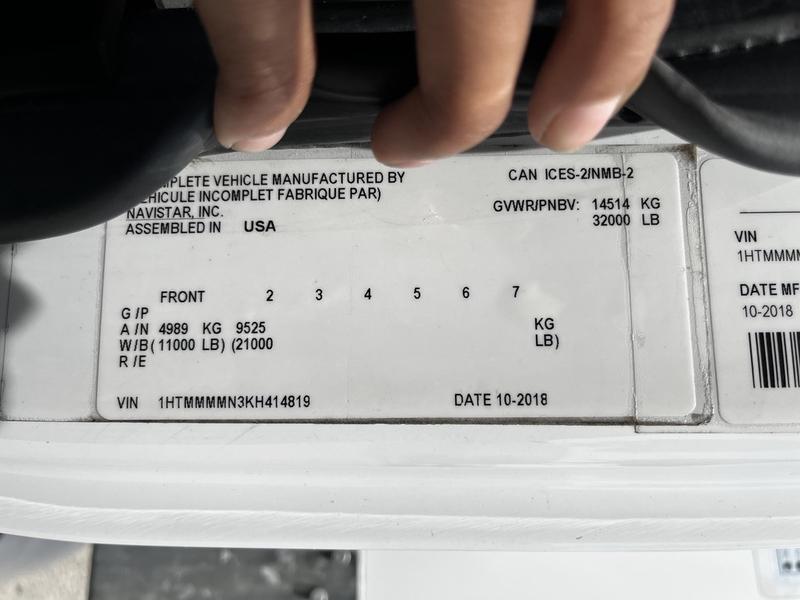 MPLETE VEHICLE MANUFACTURED BY
HICULE INCOMPLET FABRIQUE PAR)
NAVISTAR, INC.
ASSEMBLED IN USA
CAN ICES-2/NMB-2
GVWR/PNBV: 14514 KG
32000 LB
FRONT 2 3 4 5 6 7
G /P
A / N 4989 KG 9525 KG
W/B ( 11000 LB) (21000 LB)
R /E
VIN 1HTMMMMN3KH414819
DATE 10-2018
VIN
1HTMMM
DATE MF
10-2018